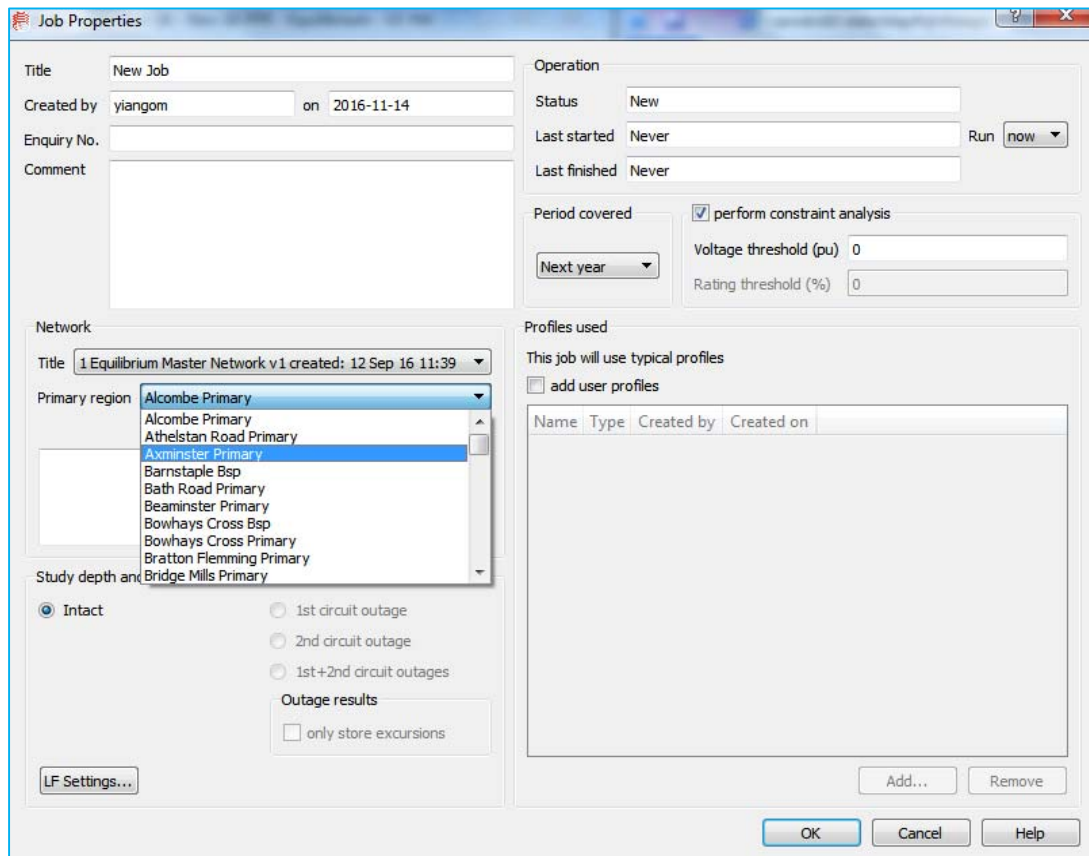 Job Properties
Title New Job
Created by yiangom on 2016-11-14
Enquiry No.
Comment
Operation
Status New
Last started Never Run now
Last finished Never
Period covered
Next year
perform constraint analysis
Voltage threshold (pu) 0
Rating threshold (%) 0
Network
Title 1 Equilibrium Master Network v1 created: 12 Sep 16 11:39
Primary region Alcombe Primary
Alcombe Primary
Athelstan Road Primary
Axminster Primary
Barnstaple Bsp
Bath Road Primary
Beaminster Primary
Bowhays Cross Bsp
Bowhays Cross Primary
Bratton Flemming Primary
Bridge Mills Primary
Study depth and
Intact
1st circuit outage
2nd circuit outage
1st+2nd circuit outages
Outage results
only store excursions
LF Settings...
Profiles used
This job will use typical profiles
add user profiles
Name Type Created by Created on
Add... Remove
OK Cancel Help